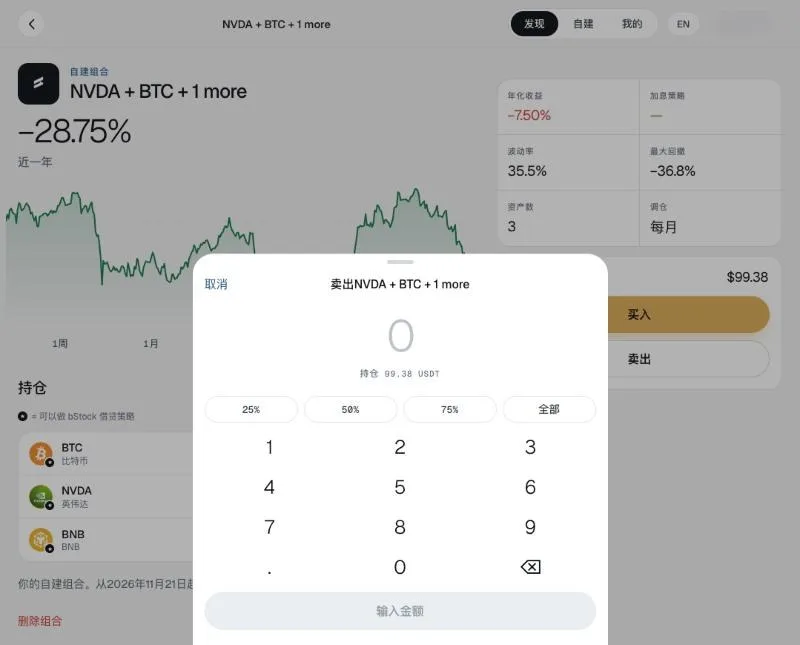 NVDA + BTC + 1 more
发现
自建
我的
EN
自建组合
NVDA + BTC + 1 more
-28.75%
近一年
年化收益
-7.50%
加息策略
—
波动率
35.5%
最大回撤
-36.8%
资产数
3
调仓
每月
1周
1月
$99.38
买入
卖出
持仓
= 可以做 bStock 借贷策略
BTC
比特币
NVDA
英伟达
BNB
BNB
你的自建组合。从2026年11月21日起
删除组合
取消
卖出NVDA + BTC + 1 more
0
持仓 99.38 USDT
25%
50%
75%
全部
1
2
3
4
5
6
7
8
9
.
0
输入金额